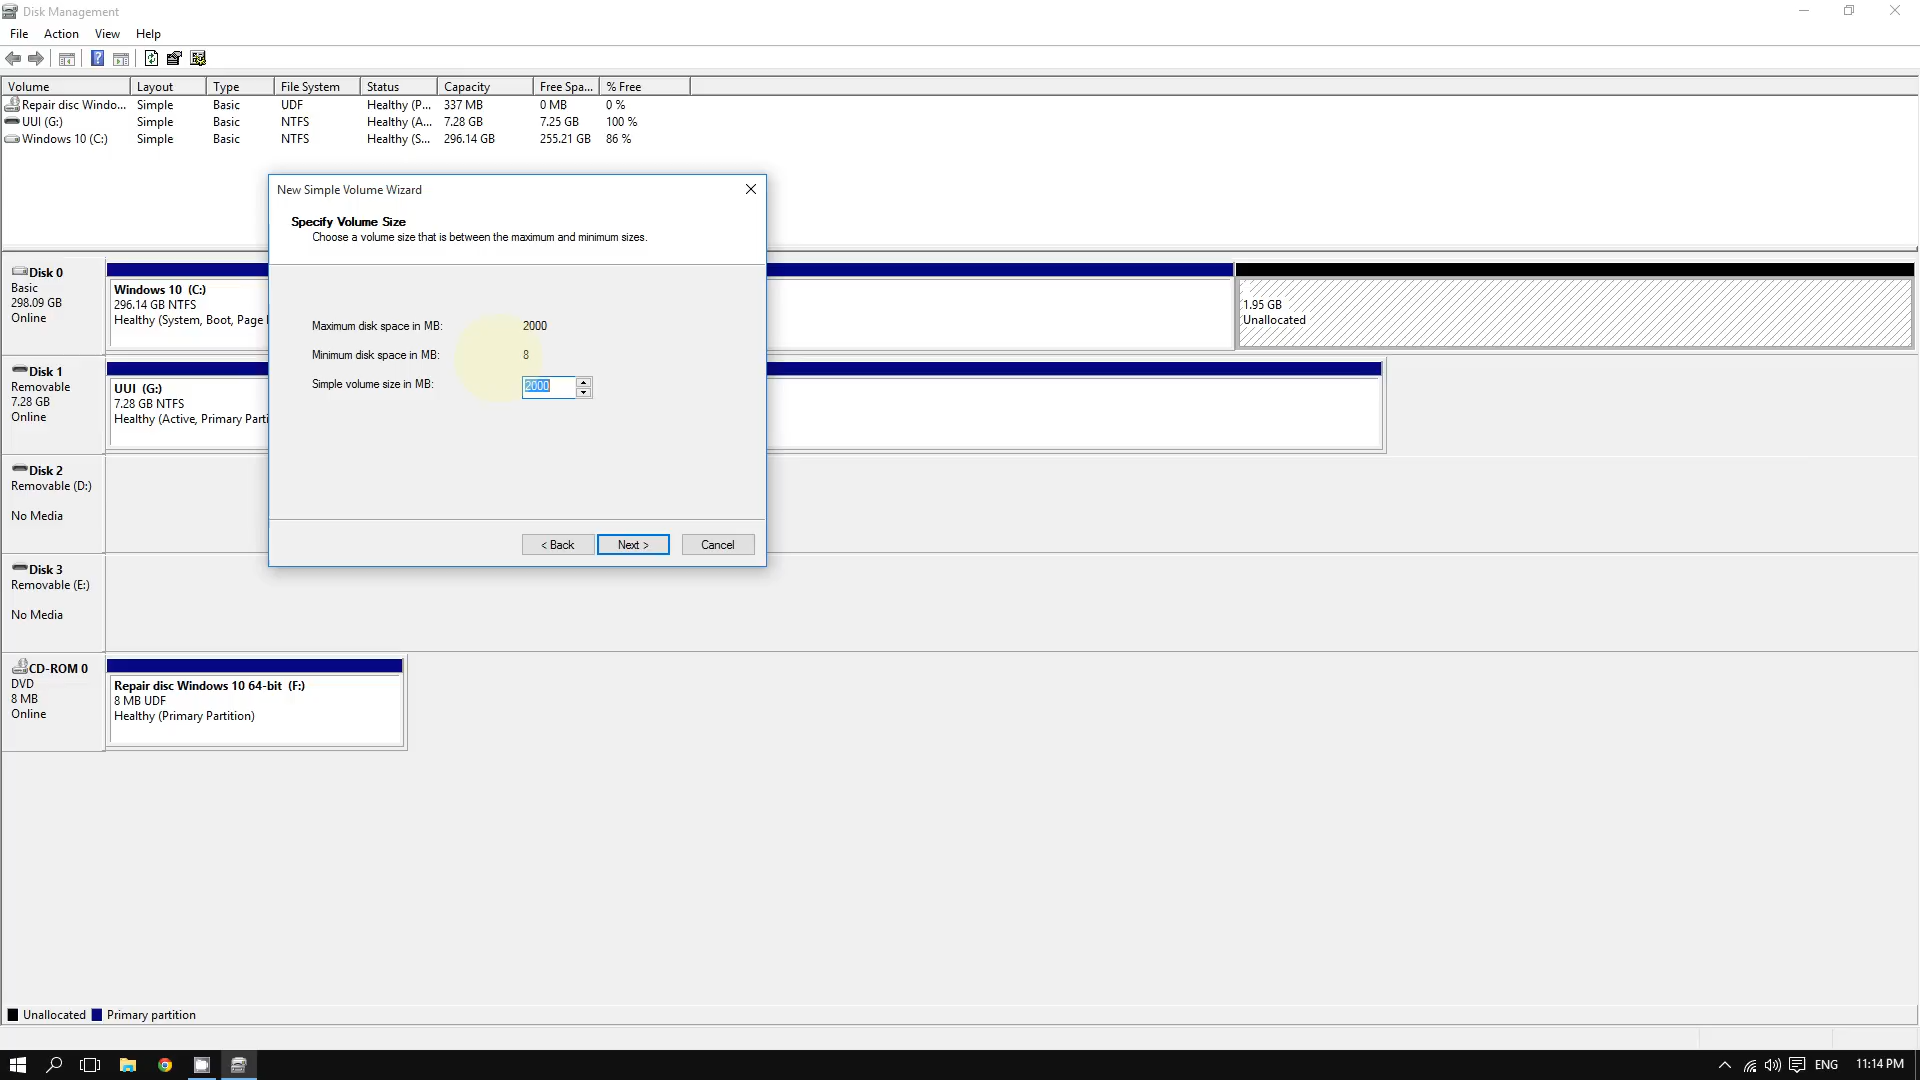 Disk Management
File Action View Help
Volume Layout Type File System Status Capacity Free Spa... % Free
Repair disc Windo... Simple Basic UDF Healthy (P... 337 MB 0 MB 0 %
UUI (G:) Simple Basic NTFS Healthy (A... 7.28 GB 7.25 GB 100 %
Windows 10 (C:) Simple Basic NTFS Healthy (S... 296.14 GB 255.21 GB 86 %
New Simple Volume Wizard
Specify Volume Size
Choose a volume size that is between the maximum and minimum sizes.
Maximum disk space in MB: 2000
Minimum disk space in MB: 8
Simple volume size in MB: 2000
< Back Next > Cancel
Disk 0
Basic
298.09 GB
Online
Windows 10 (C:)
296.14 GB NTFS
Healthy (System, Boot, Page
1.95 GB
Unallocated
Disk 1
Removable
7.28 GB
Online
UUI (G:)
7.28 GB NTFS
Healthy (Active, Primary Parti
Disk 2
Removable (D:)
No Media
Disk 3
Removable (E:)
No Media
CD-ROM 0
DVD
8 MB
Online
Repair disc Windows 10 64-bit (F:)
8 MB UDF
Healthy (Primary Partition)
Unallocated Primary partition
ENG 11:14 PM